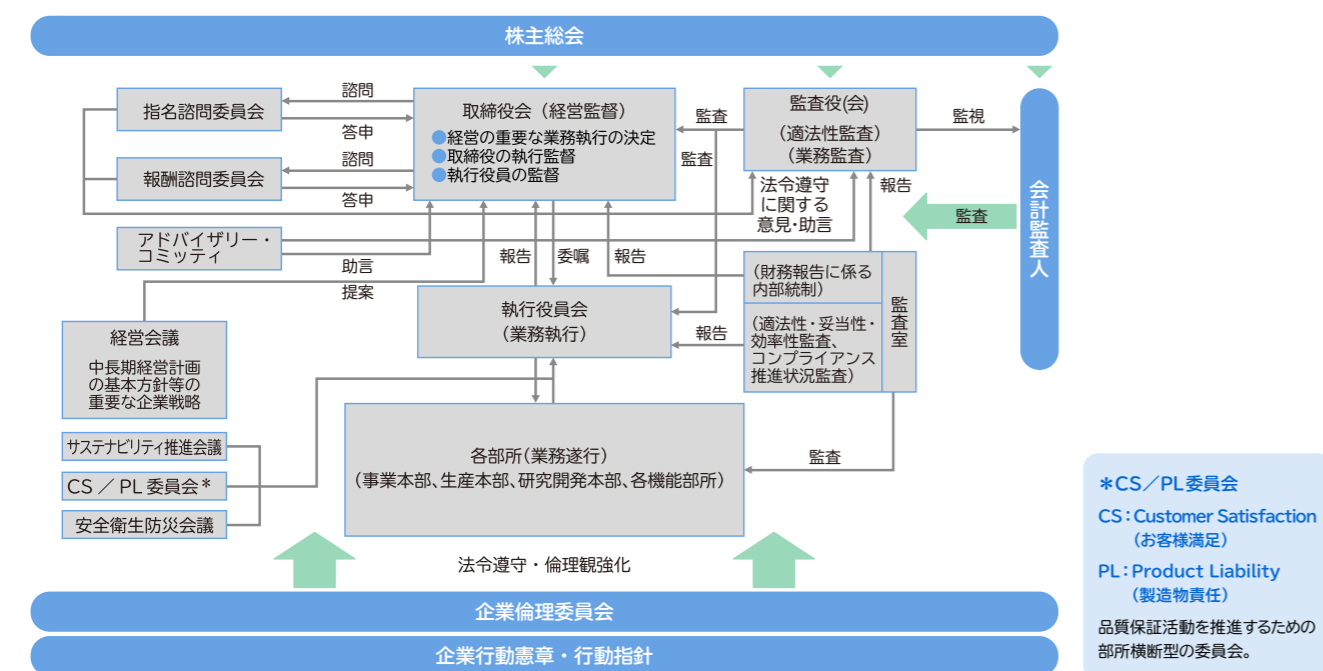 株主総会
指名諮問委員会
諮問
答申
報酬諮問委員会
諮問
答申
取締役会（経営監督）
●経営の重要な業務執行の決定
●取締役の執行監督
●執行役員の監督
監査
監査
監査役(会)
（適法性監査）
（業務監査）
監視
会計監査人
監査
法令遵守
に関する
意見・助言
報告
アドバイザリー・
コミッティ
助言
提案
報告
委嘱
報告
（財務報告に係る
内部統制）
（適法性・妥当性・
効率性監査、
コンプライアンス
推進状況監査）
監査室
執行役員会
（業務執行）
報告
経営会議
中長期経営計画
の基本方針等の
重要な企業戦略
サステナビリティ推進会議
CS／PL委員会＊
安全衛生防災会議
各部所（業務遂行）
（事業本部、生産本部、研究開発本部、各機能部所）
監査
法令遵守・倫理観強化
企業倫理委員会
企業行動憲章・行動指針
＊CS／PL委員会
CS：Customer Satisfaction
（お客様満足）
PL：Product Liability
（製造物責任）
品質保証活動を推進するための
部所横断型の委員会。